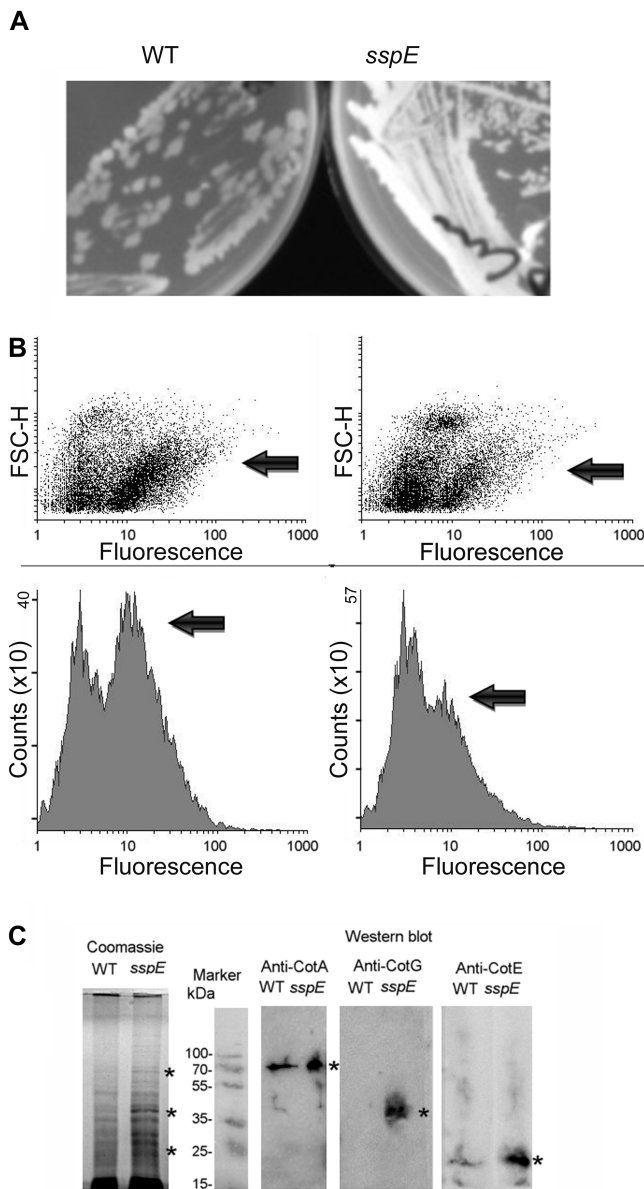 A
WT sspE
B
FSC-H FSC-H
1 10 100 1000 1 10 100 1000
Fluorescence Fluorescence
40 57
Counts (x10) Counts (x10)
1 10 100 1000 1 10 100 1000
Fluorescence Fluorescence
C
Western blot
Coomassie Marker Anti-CotA Anti-CotG Anti-CotE
WT sspE kDa WT sspE WT sspE WT sspE
100-
70- * *
55-
* 35- *
* 25- *
15-